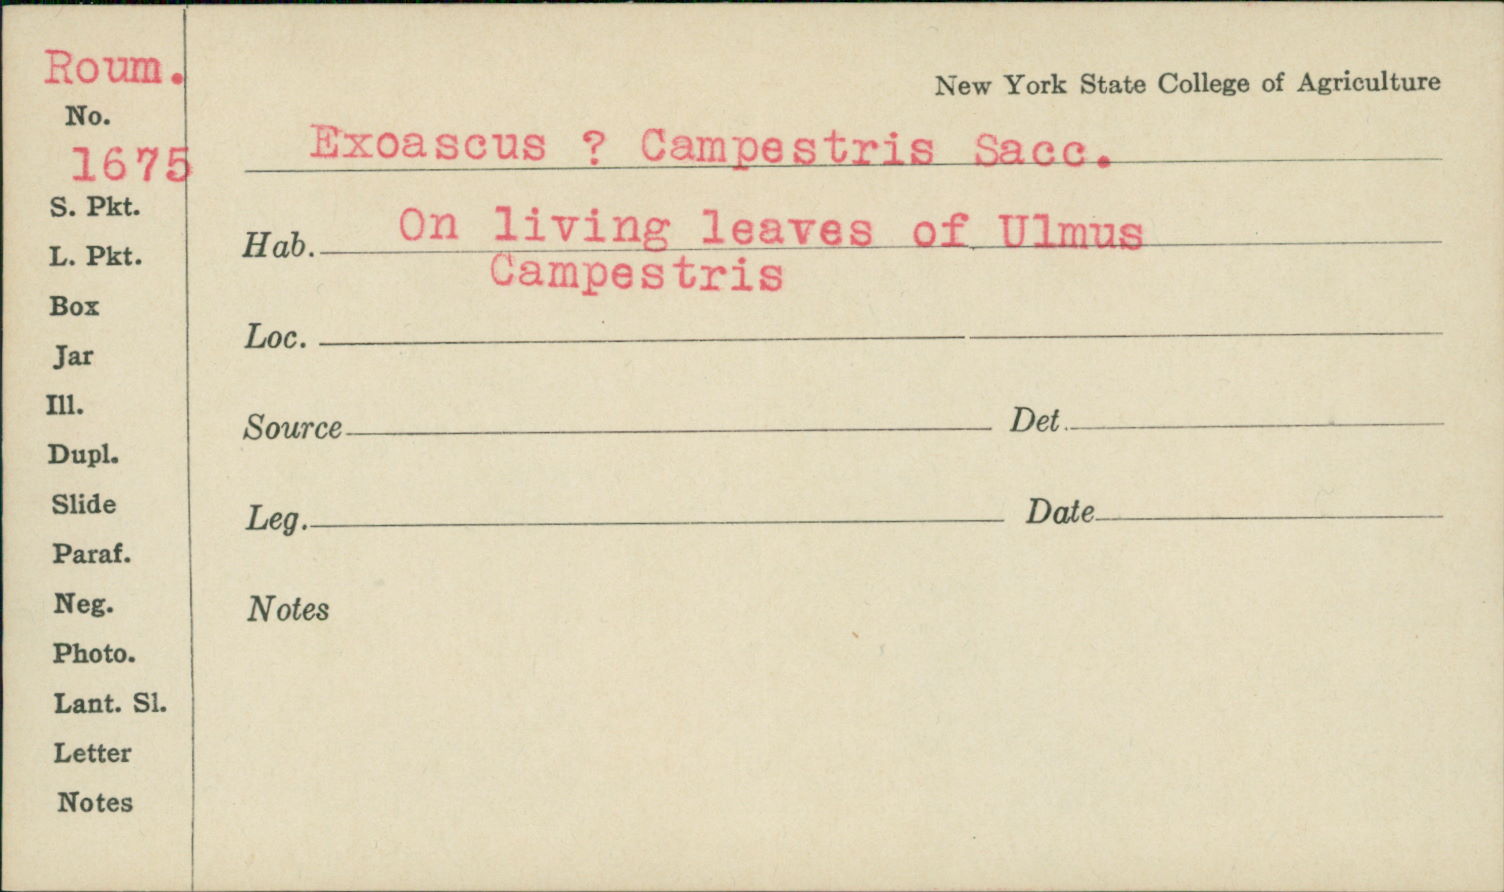 Roum.
No.
1675
S. Pkt.
L. Pkt.
Box
Jar
Ill.
Dupl.
Slide
Paraf.
Neg.
Photo.
Lant. Sl.
Letter
Notes
New York State College of Agriculture
Exoascus ? Campestris Sacc.
Hab. On living leaves of Ulmus
Campestris
Loc.
Source Det.
Leg. Date
Notes